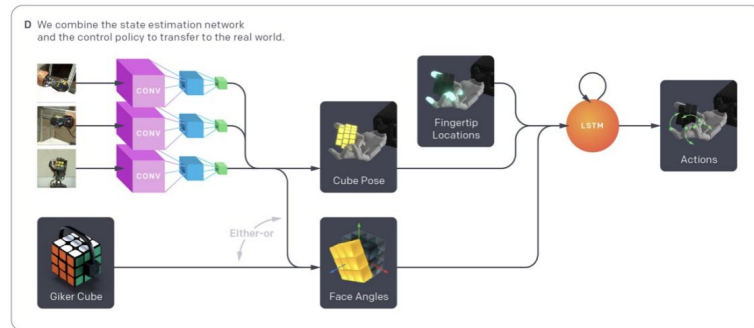 D We combine the state estimation network
and the control policy to transfer to the real world.
CONV
CONV
CONV
Fingertip
Locations
LSTM
Cube Pose
Actions
Either-or
Giker Cube
Face Angles